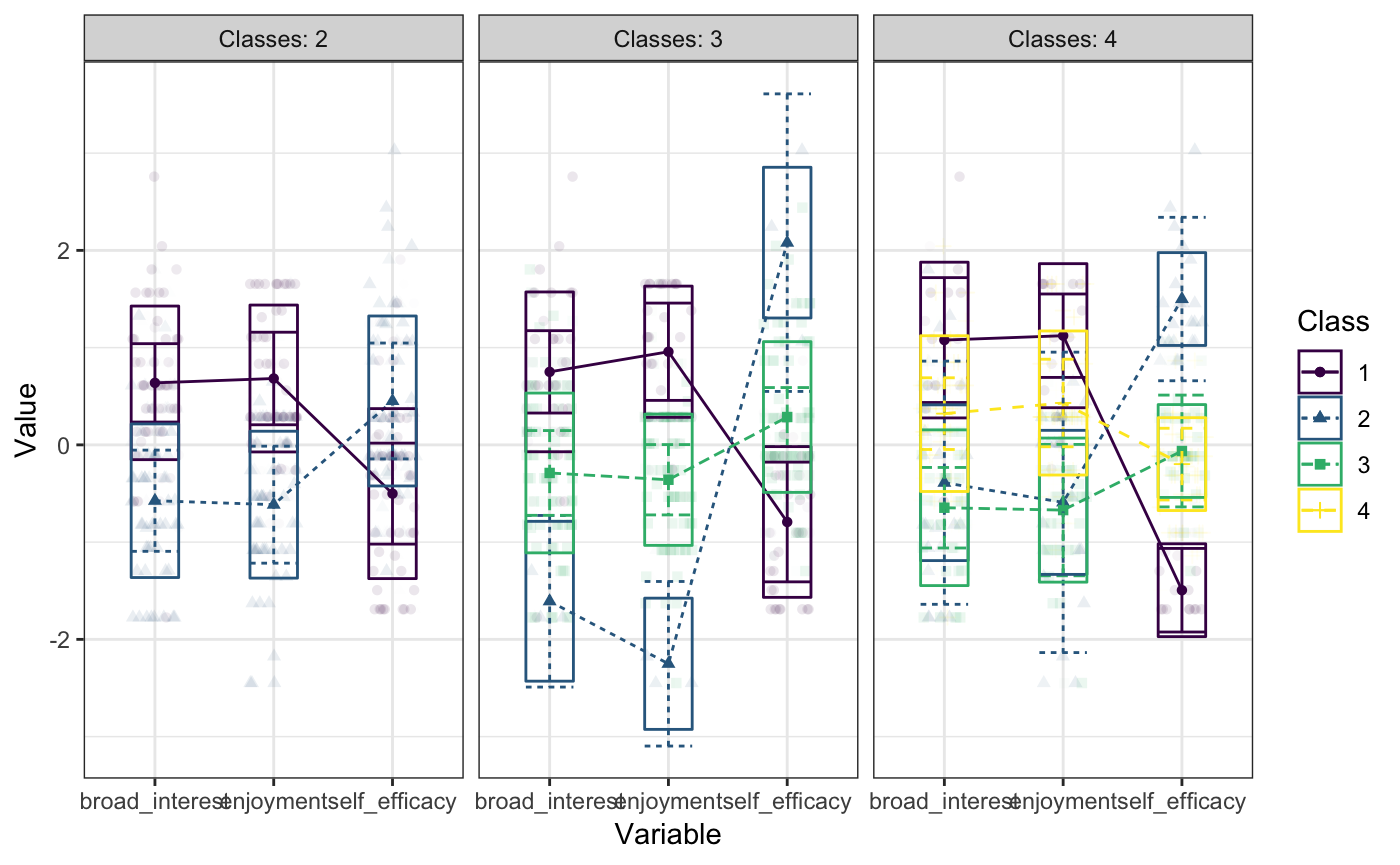 Classes: 2
Classes: 3
Classes: 4
Value
2
0
-2
broad_interest enjoyment self_efficacy
broad_interest enjoyment self_efficacy
broad_interest enjoyment self_efficacy
Variable
Class
1
2
3
4